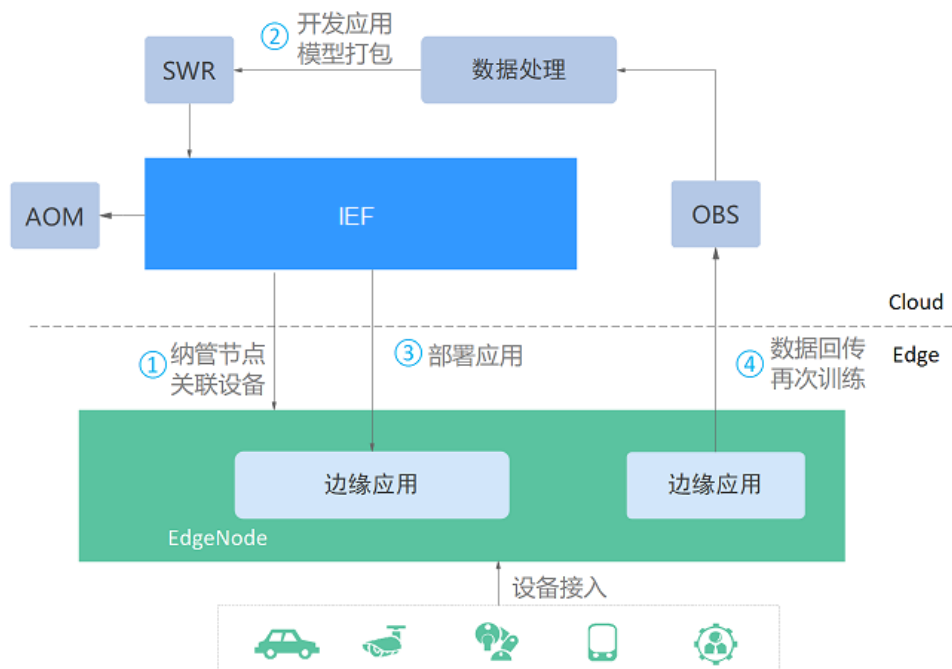 ② 开发应用
模型打包
SWR
数据处理
AOM
IEF
OBS
Cloud
① 纳管节点
关联设备
③ 部署应用
④ 数据回传
再次训练
Edge
边缘应用
边缘应用
EdgeNode
设备接入